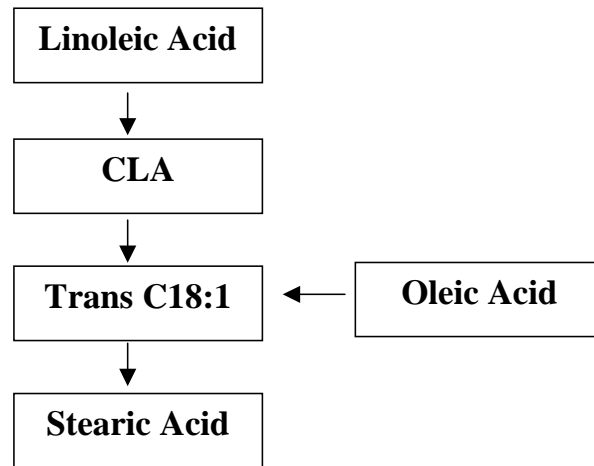 Linoleic Acid
CLA
Trans C18:1
Oleic Acid
Stearic Acid